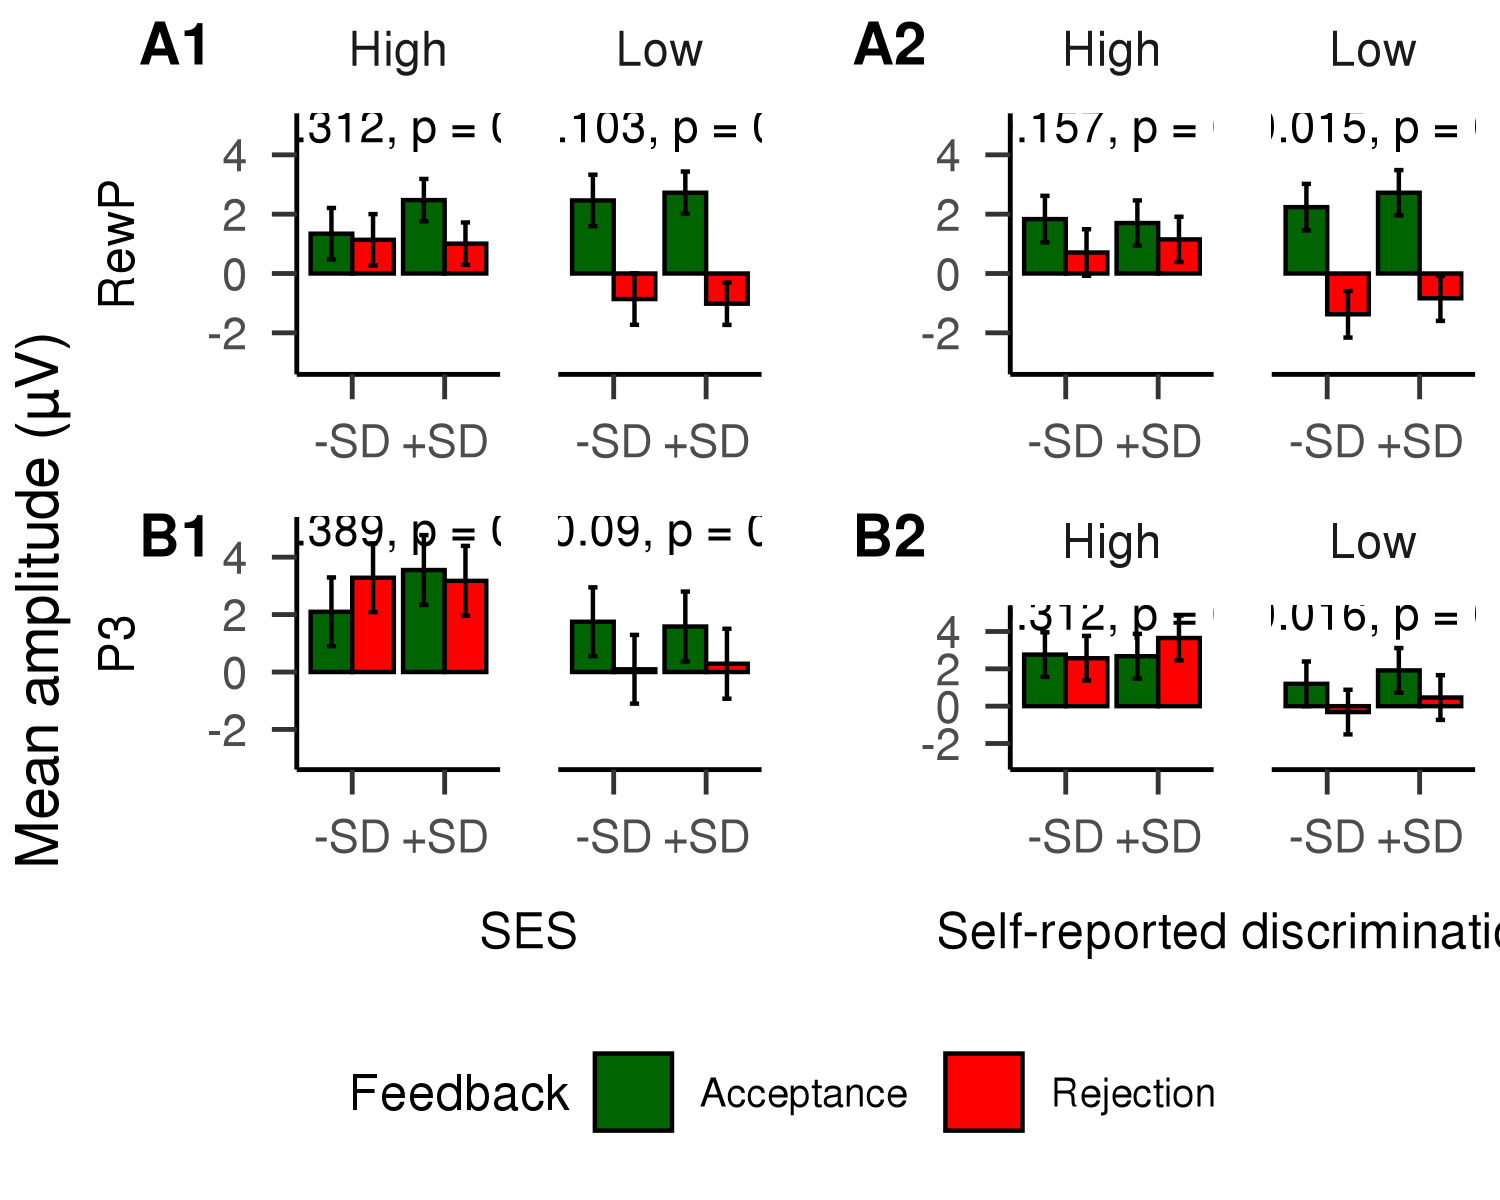 A1 High Low A2 High Low
.312, p = .103, p = .157, p = 0.015, p =
4 4
2 2
0 0
-2 -2
RewP
-SD +SD -SD +SD -SD +SD -SD +SD
Mean amplitude (µV)
B1 B2 High Low
.389, p = 0.09, p = .312, p = 0.016, p =
4 4
2 2
0 0
-2 -2
P3
-SD +SD -SD +SD -SD +SD -SD +SD
SES Self-reported
Feedback Acceptance Rejection